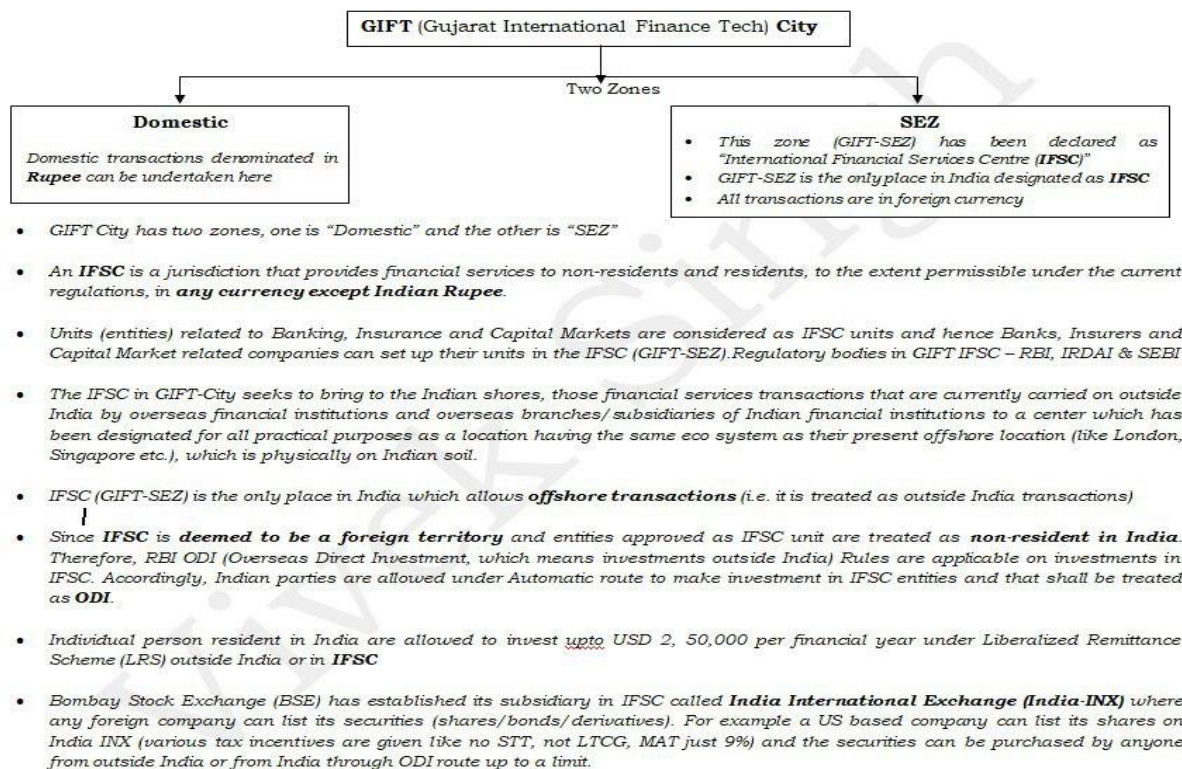 GIFT (Gujarat International Finance Tech) City
Two Zones
Domestic
Domestic transactions denominated in
Rupee can be undertaken here
SEZ
• This zone (GIFT-SEZ) has been declared as
"International Financial Services Centre (IFSC)"
• GIFT-SEZ is the only place in India designated as IFSC
• All transactions are in foreign currency
• GIFT City has two zones, one is "Domestic" and the other is "SEZ"
• An IFSC is a jurisdiction that provides financial services to non-residents and residents, to the extent permissible under the current
regulations, in any currency except Indian Rupee.
• Units (entities) related to Banking, Insurance and Capital Markets are considered as IFSC units and hence Banks, Insurers and
Capital Market related companies can set up their units in the IFSC (GIFT-SEZ).Regulatory bodies in GIFT IFSC – RBI, IRDAI & SEBI
• The IFSC in GIFT-City seeks to bring to the Indian shores, those financial services transactions that are currently carried on outside
India by overseas financial institutions and overseas branches/subsidiaries of Indian financial institutions to a center which has
been designated for all practical purposes as a location having the same eco system as their present offshore location (like London,
Singapore etc.), which is physically on Indian soil.
• IFSC (GIFT-SEZ) is the only place in India which allows offshore transactions (i.e. it is treated as outside India transactions)
• Since IFSC is deemed to be a foreign territory and entities approved as IFSC unit are treated as non-resident in India.
Therefore, RBI ODI (Overseas Direct Investment, which means investments outside India) Rules are applicable on investments in
IFSC. Accordingly, Indian parties are allowed under Automatic route to make investment in IFSC entities and that shall be treated
as ODI.
• Individual person resident in India are allowed to invest upto USD 2, 50,000 per financial year under Liberalized Remittance
Scheme (LRS) outside India or in IFSC
• Bombay Stock Exchange (BSE) has established its subsidiary in IFSC called India International Exchange (India-INX) where
any foreign company can list its securities (shares/bonds/derivatives). For example a US based company can list its shares on
India INX (various tax incentives are given like no STT, not LTCG, MAT just 9%) and the securities can be purchased by anyone
from outside India or from India through ODI route up to a limit.
Vivek Singh